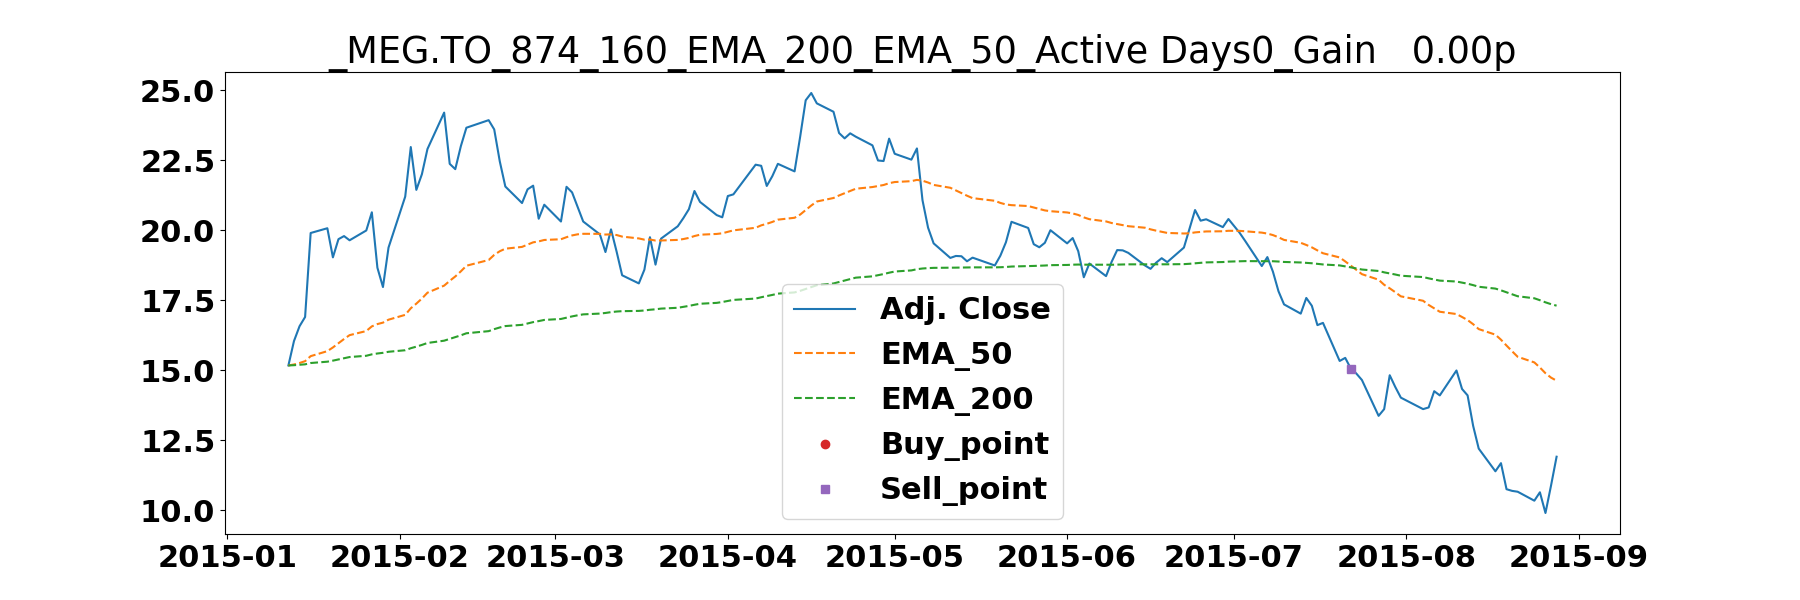 _MEG.TO_874_160_EMA_200_EMA_50_Active Days0_Gain   0.00p
25.0
22.5
20.0
17.5
15.0
12.5
10.0
Adj. Close
EMA_50
EMA_200
Buy_point
Sell_point
2015-01 2015-02 2015-03 2015-04 2015-05 2015-06 2015-07 2015-08 2015-09